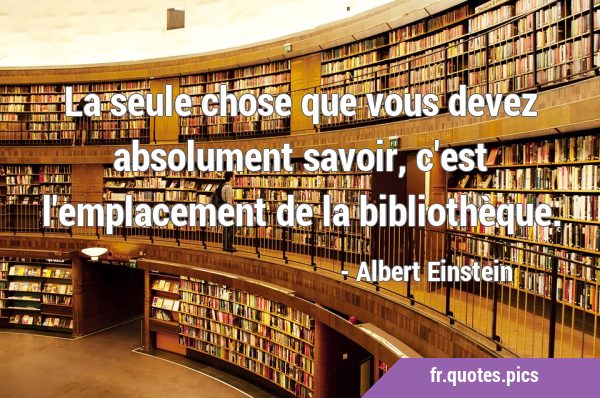 La seule chose que vous devez
absolument savoir, c'est
l'emplacement de la bibliothèque
- Albert Einstein
fr.quotes.pics